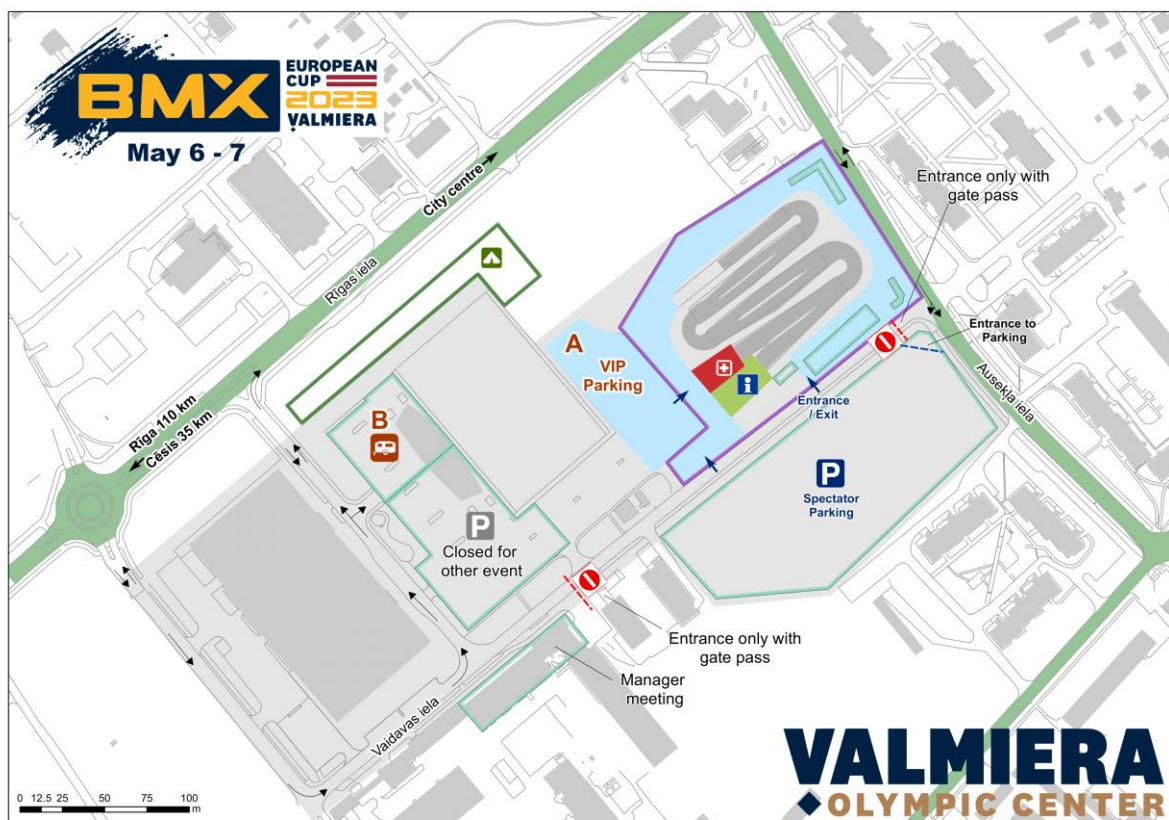 BMX
EUROPEAN
CUP
2023
VALMIERA
May 6 - 7
City centre
Rīgas iela
Entrance only with
gate pass
Entrance to
Parking
A
VIP
Parking
Entrance
/ Exit
Ausekļa iela
Rīga 110 km
Cēsis 35 km
B
P
Spectator
Parking
P
Closed for
other event
Entrance only with
gate pass
Manager
meeting
Vaidavas iela
0 12.5 25 50 75 100
m
VALMIERA
OLYMPIC CENTER